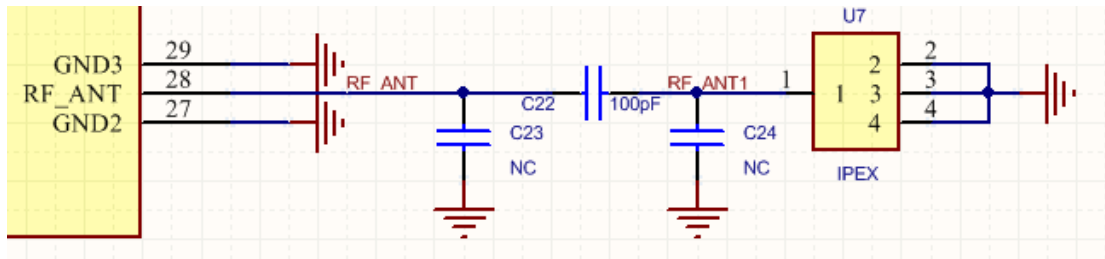 U7
GND3 29
RF_ANT 28
GND2 27
RF_ANT
C22
100pF
RF_ANT1
1
1
2 2
3 3
4 4
C23
NC
C24
NC
IPEX